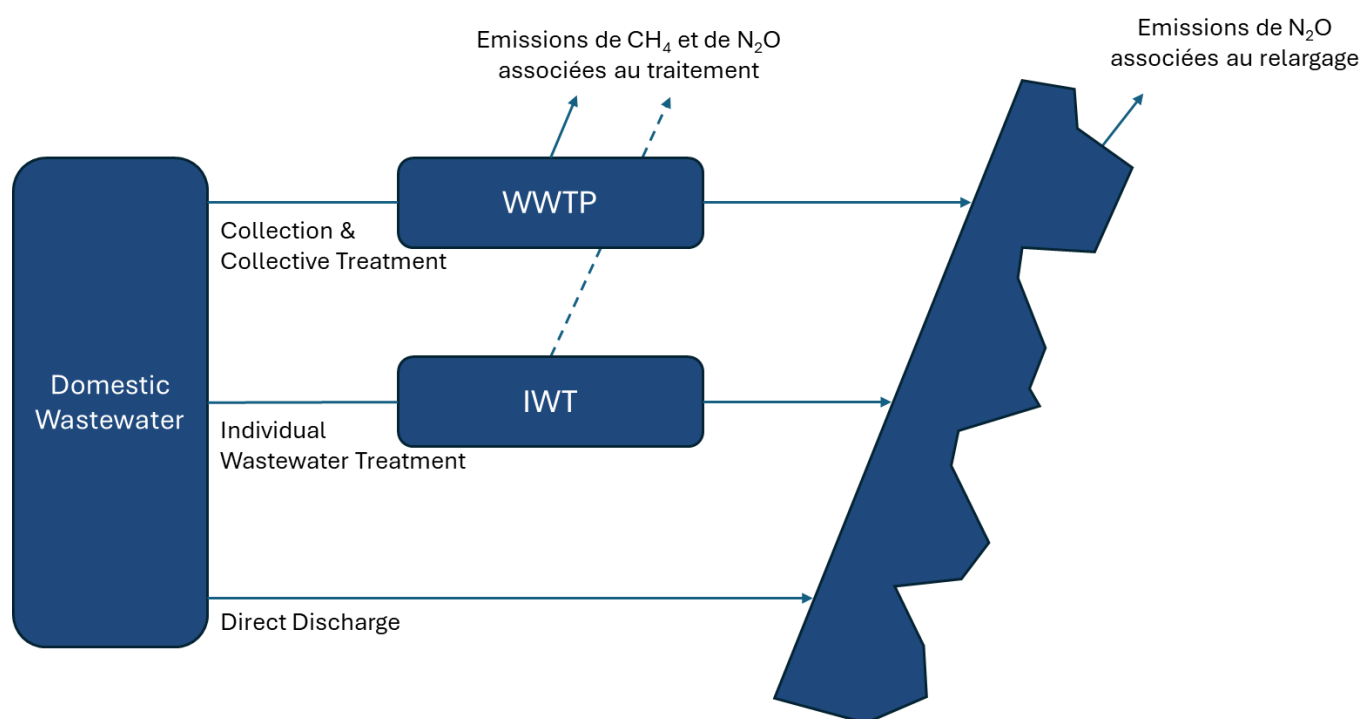 Emissions de CH₄ et de N₂O
associées au traitement
Emissions de N₂O
associées au relargage
WWTP
Collection &
Collective Treatment
Domestic
Wastewater
IWT
Individual
Wastewater Treatment
Direct Discharge